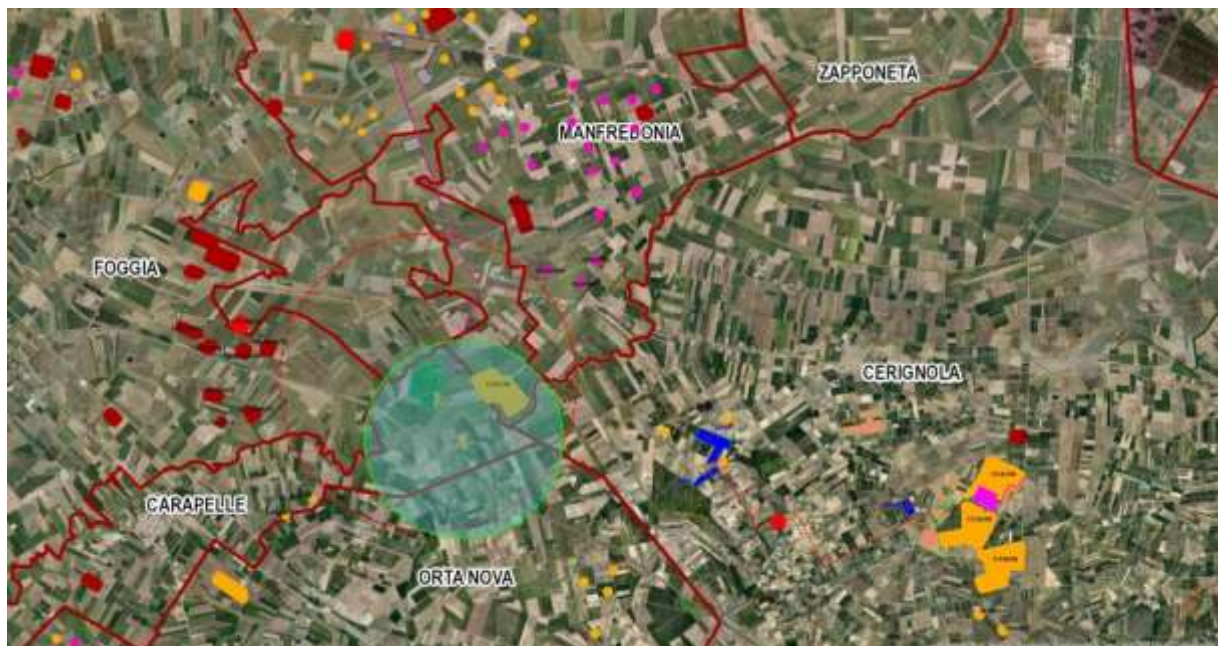 ZAPPONETA
MANFREDONIA
FOGGIA
CERIGNOLA
CARAPELLE
ORTA NOVA